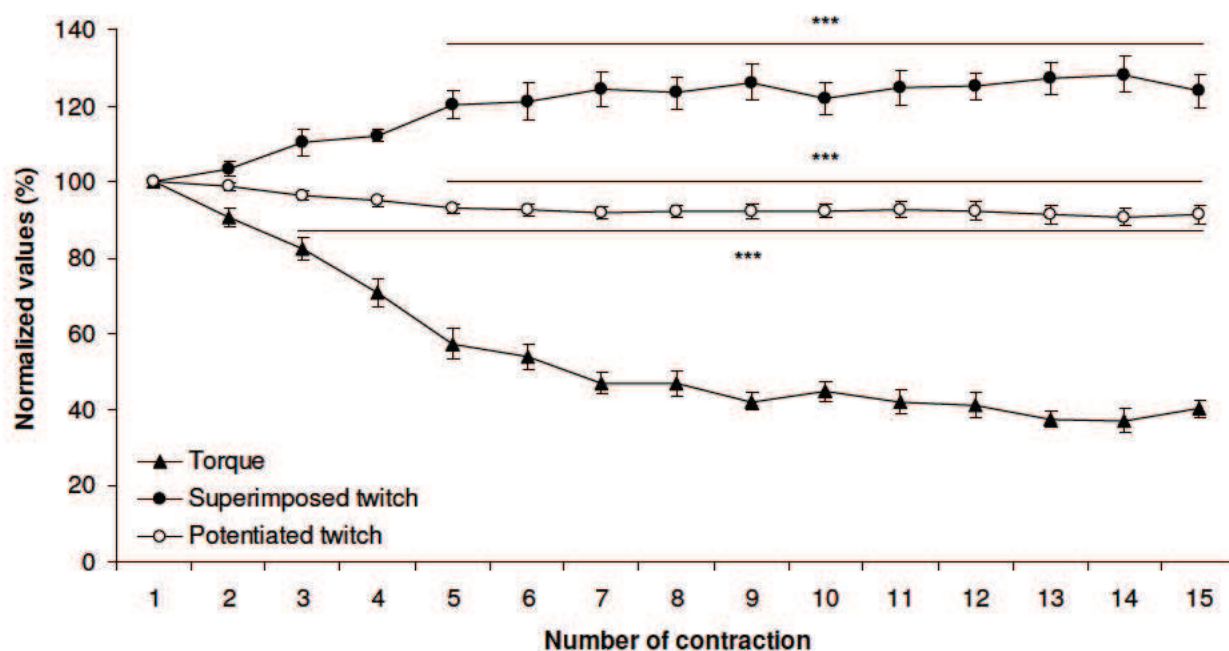 140
***
120
***
100
80
***
60
40
20
0
Normalized values (%)
Torque
Superimposed twitch
Potentiated twitch
1 2 3 4 5 6 7 8 9 10 11 12 13 14 15
Number of contraction